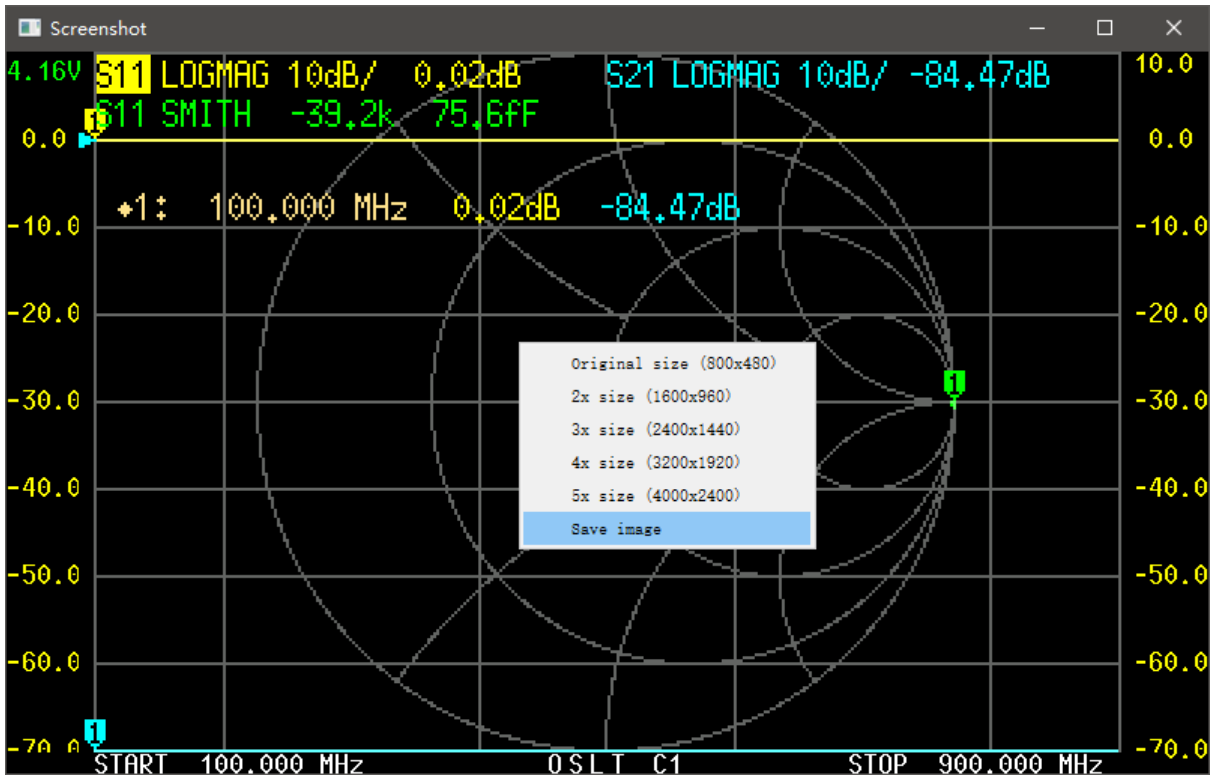 Screenshot
4.16V S11 LOGMAG 10dB/ 0.02dB S21 LOGMAG 10dB/ -84.47dB 10.0
S11 SMITH -39.2k 75.6fF
1
0.0 0.0
1: 100.000 MHz 0.02dB -84.47dB
-10.0 -10.0
-20.0 -20.0
Original size (800x480)
1
2x size (1600x960)
-30.0 -30.0
3x size (2400x1440)
4x size (3200x1920)
-40.0 -40.0
5x size (4000x2400)
Save image
-50.0 -50.0
-60.0 -60.0
1
-70.0 -70.0
START 100.000 MHz OSLT C1 STOP 900.000 MHz